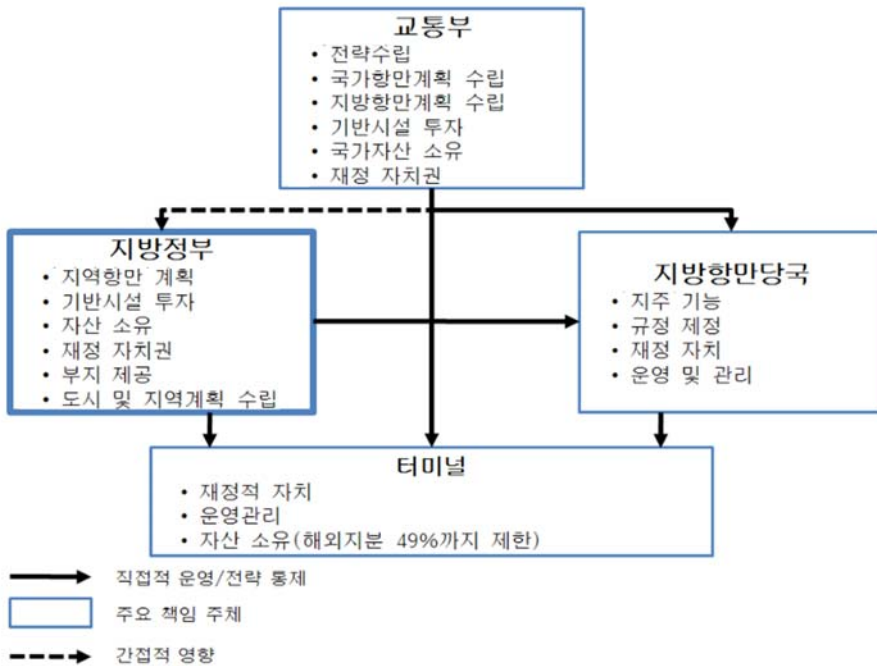 교통부
• 전략수립
• 국가항만계획 수립
• 지방항만계획 수립
• 기반시설 투자
• 국가자산 소유
• 재정 자치권
지방정부
• 지역항만 계획
• 기반시설 투자
• 자산 소유
• 재정 자치권
• 부지 제공
• 도시 및 지역계획 수립
지방항만당국
• 지주 기능
• 규정 제정
• 재정 자치
• 운영 및 관리
터미널
• 재정적 자치
• 운영관리
• 자산 소유(해외지분 49%까지 제한)
직접적 운영/전략 통제
주요 책임 주체
간접적 영향